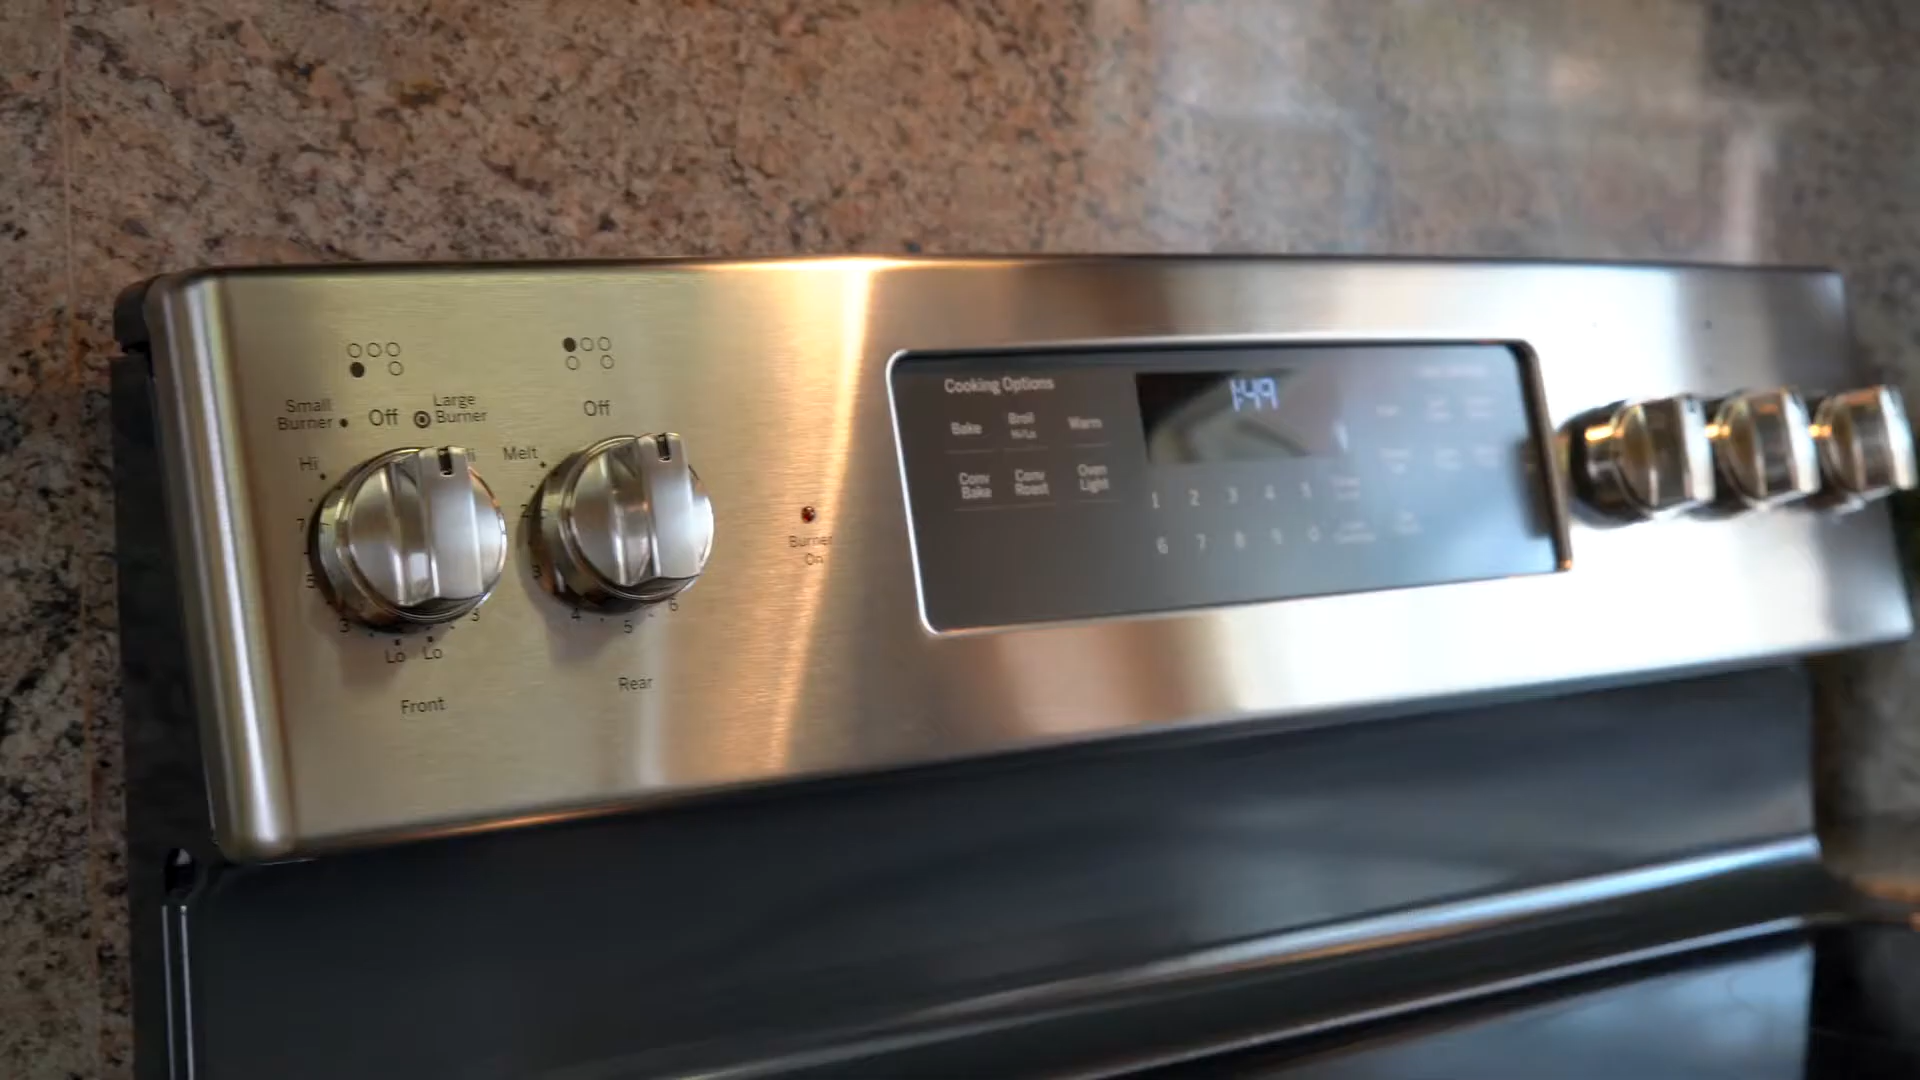 Small
Burner
Off
Large
Burner
Hi
7
5
3
Lo
Lo
3
Front
Off
Melt
2
3
4
5
6
Rear
Burner
On
Cooking Options
Bake
Broil
Hi/Lo
Warm
Conv
Bake
Conv
Roast
Oven
Light
1:49
1 2 3 4 5
6 7 8 9 0